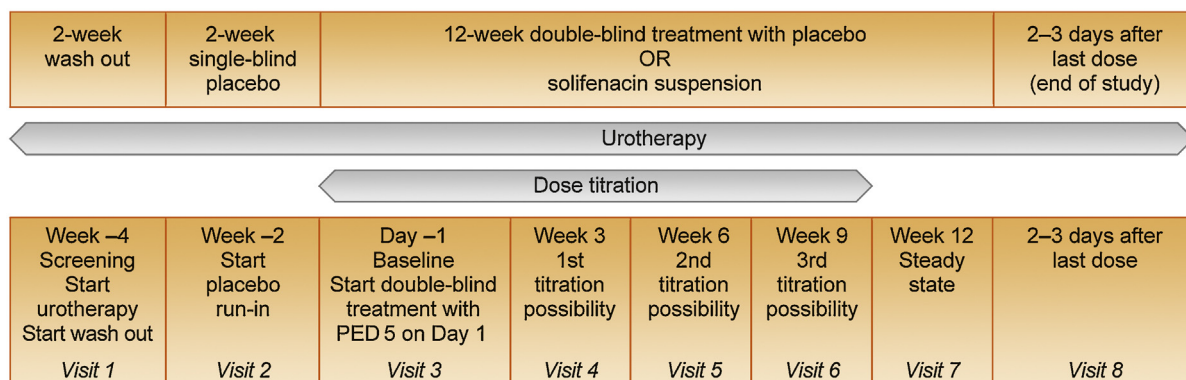 2-week
wash out
2-week
single-blind
placebo
12-week double-blind treatment with placebo
OR
solifenacin suspension
2–3 days after
last dose
(end of study)
Urotherapy
Dose titration
Week –4
Screening
Start
urotherapy
Start wash out
Visit 1
Week –2
Start
placebo
run-in
Visit 2
Day –1
Baseline
Start double-blind
treatment with
PED 5 on Day 1
Visit 3
Week 3
1st
titration
possibility
Visit 4
Week 6
2nd
titration
possibility
Visit 5
Week 9
3rd
titration
possibility
Visit 6
Week 12
Steady
state
Visit 7
2–3 days after
last dose
Visit 8